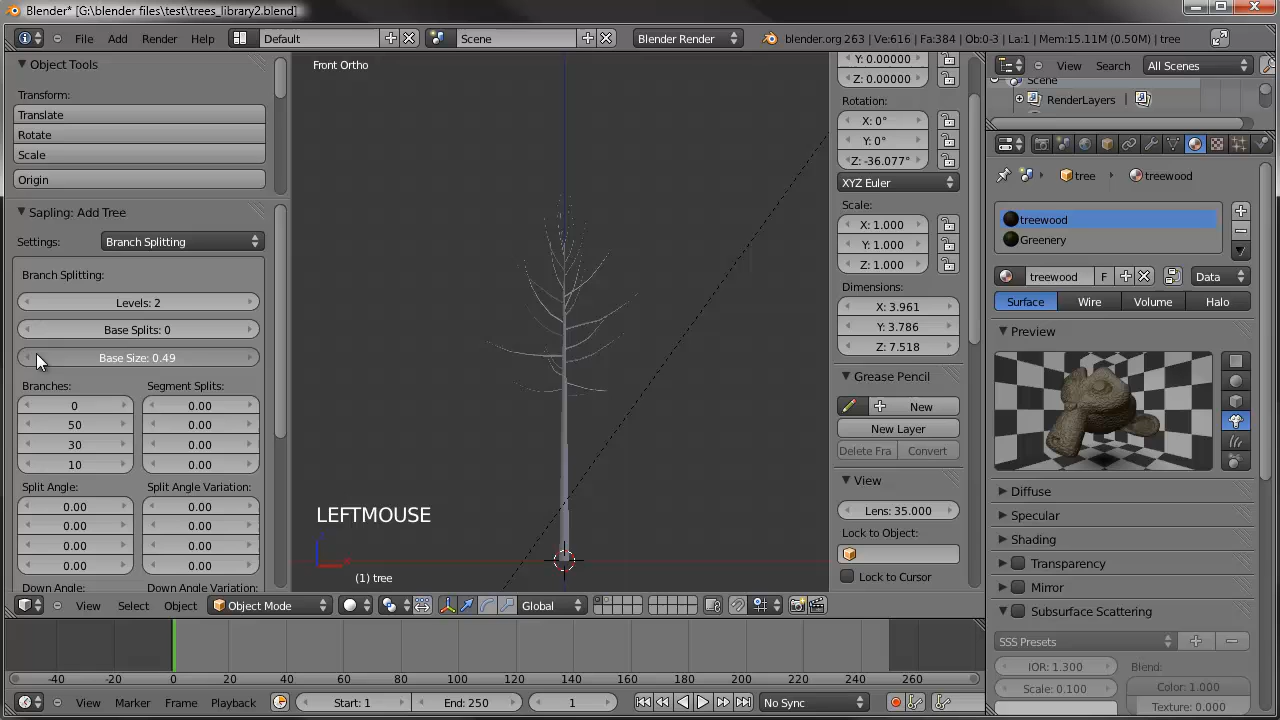 Blender* [G:\blender files\test\trees_library2.blend]
File Add Render Help Default Scene Blender Render blender.org 263 | Ve:616 | Fa:384 | Ob:0-3 | La:1 | Mem:15.11M (0.50M) | tree
Object Tools
Transform:
Translate
Rotate
Scale
Origin
Sapling: Add Tree
Settings: Branch Splitting
Branch Splitting:
Levels: 2
Base Splits: 0
Base Size: 0.49
Branches: Segment Splits:
0 0.00
50 0.00
30 0.00
10 0.00
Split Angle: Split Angle Variation:
0.00 0.00
0.00 0.00
0.00 0.00
0.00 0.00
Down Angle: Down Angle Variation:
Front Ortho
LEFTMOUSE
(1) tree
Y: 0.00000
Z: 0.00000
Rotation:
X: 0°
Y: 0°
Z: -36.077°
XYZ Euler
Scale:
X: 1.000
Y: 1.000
Z: 1.000
Dimensions:
X: 3.961
Y: 3.786
Z: 7.518
Grease Pencil
New
New Layer
Delete Fra Convert
View
Lens: 35.000
Lock to Object:
Lock to Cursor
View Search All Scenes
Scene
RenderLayers |
tree treewood
treewood
Greenery
treewood F Data
Surface Wire Volume Halo
Preview
Diffuse
Specular
Shading
Transparency
Mirror
Subsurface Scattering
SSS Presets
IOR: 1.300 Blend:
Scale: 0.100 Color: 1.000
Texture: 0.000
View Select Object Object Mode Global
-40 -20 0 20 40 60 80 100 120 140 160 180 200 220 240 260
View Marker Frame Playback Start: 1 End: 250 1 No Sync